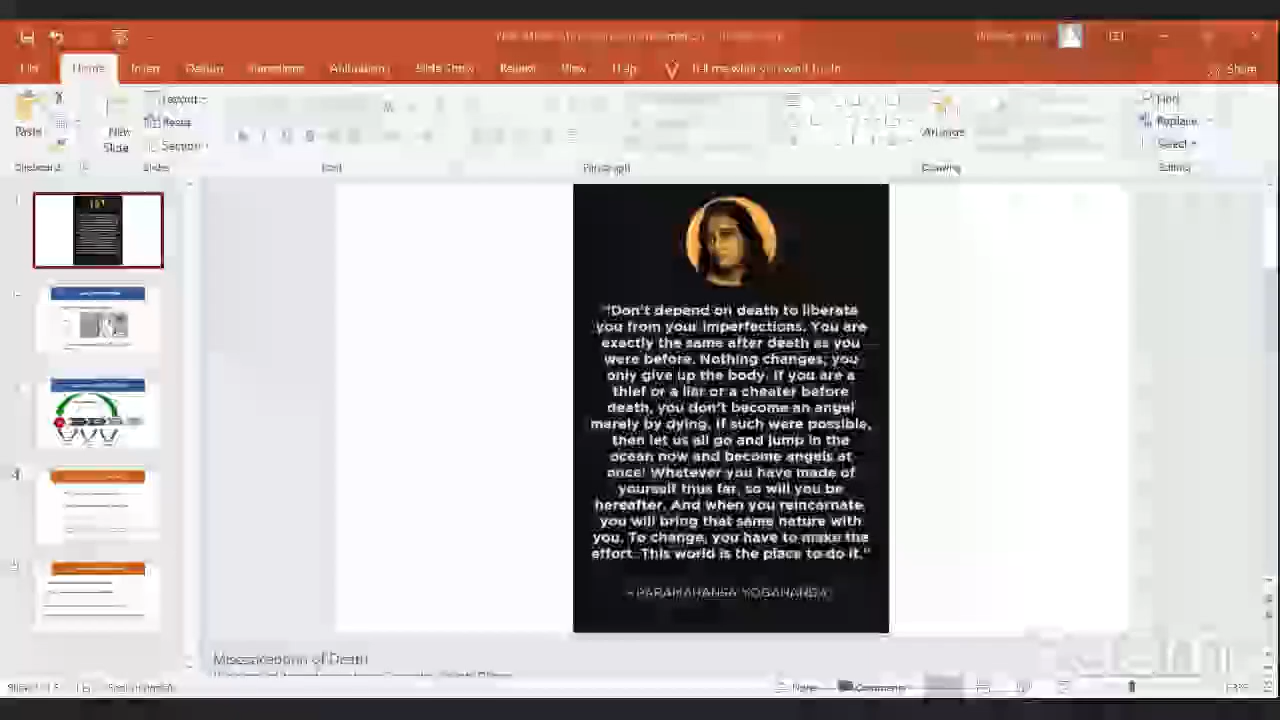 Home
Insert
Design
Transitions
Animations
Slide Show
Review
View
Help
Tell me what you want to do
Share
Paste
New
Slide
Layout
Reset
Section
Arrange
Find
Replace
Select
Clipboard
Slides
Font
Paragraph
Drawing
Editing
"Don't depend on death to liberate
you from your imperfections. You are
exactly the same after death as you
were before. Nothing changes; you
only give up the body. If you are a
thief or a liar or a cheater before
death, you don't become an angel
merely by dying. If such were possible,
then let us all go and jump in the
ocean now and become angels at
once! Whatever you have made of
yourself thus far, so will you be
hereafter. And when you reincarnate
you will bring that same nature with
you. To change, you have to make the
effort. This world is the place to do it."
- PARAMAHANSA YOGANANDA
Misconceptions of Death
Notes
Comments